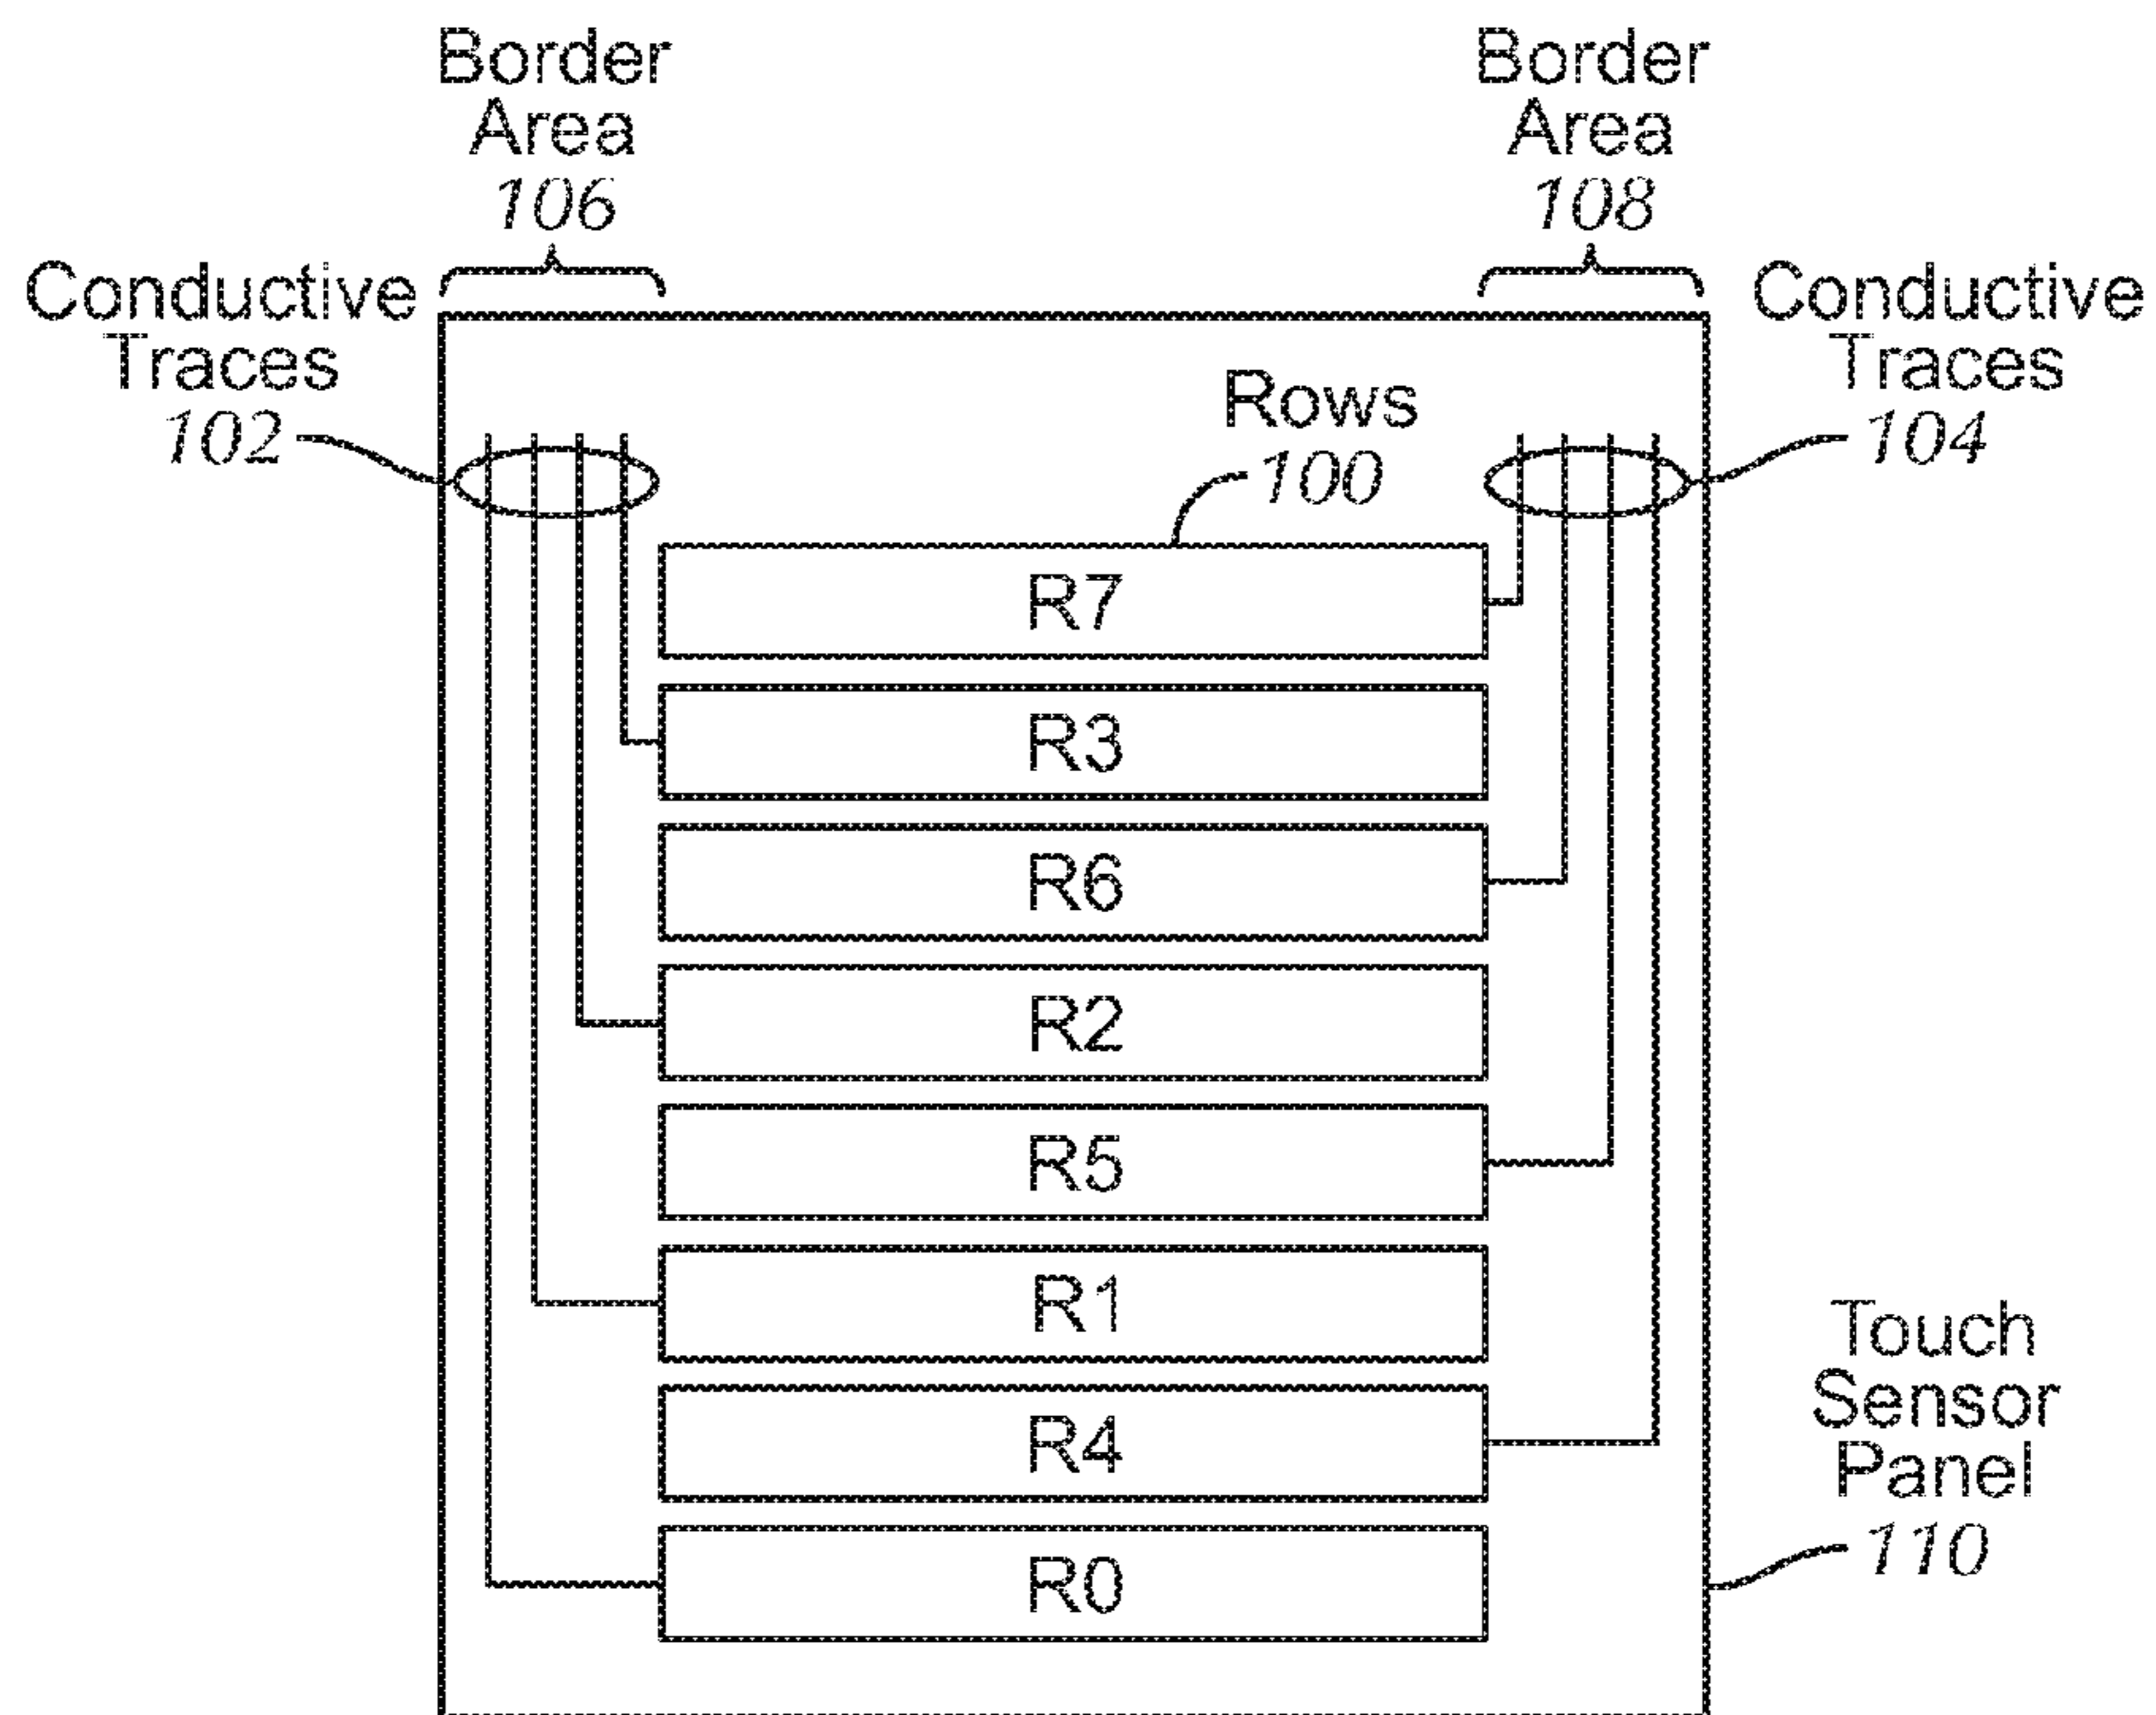 Border
Area
106
Border
Area
108
Conductive
Traces
102
Conductive
Traces
104
Rows
100
R7
R3
R6
R2
R5
R1
R4
R0
Touch
Sensor
Panel
110